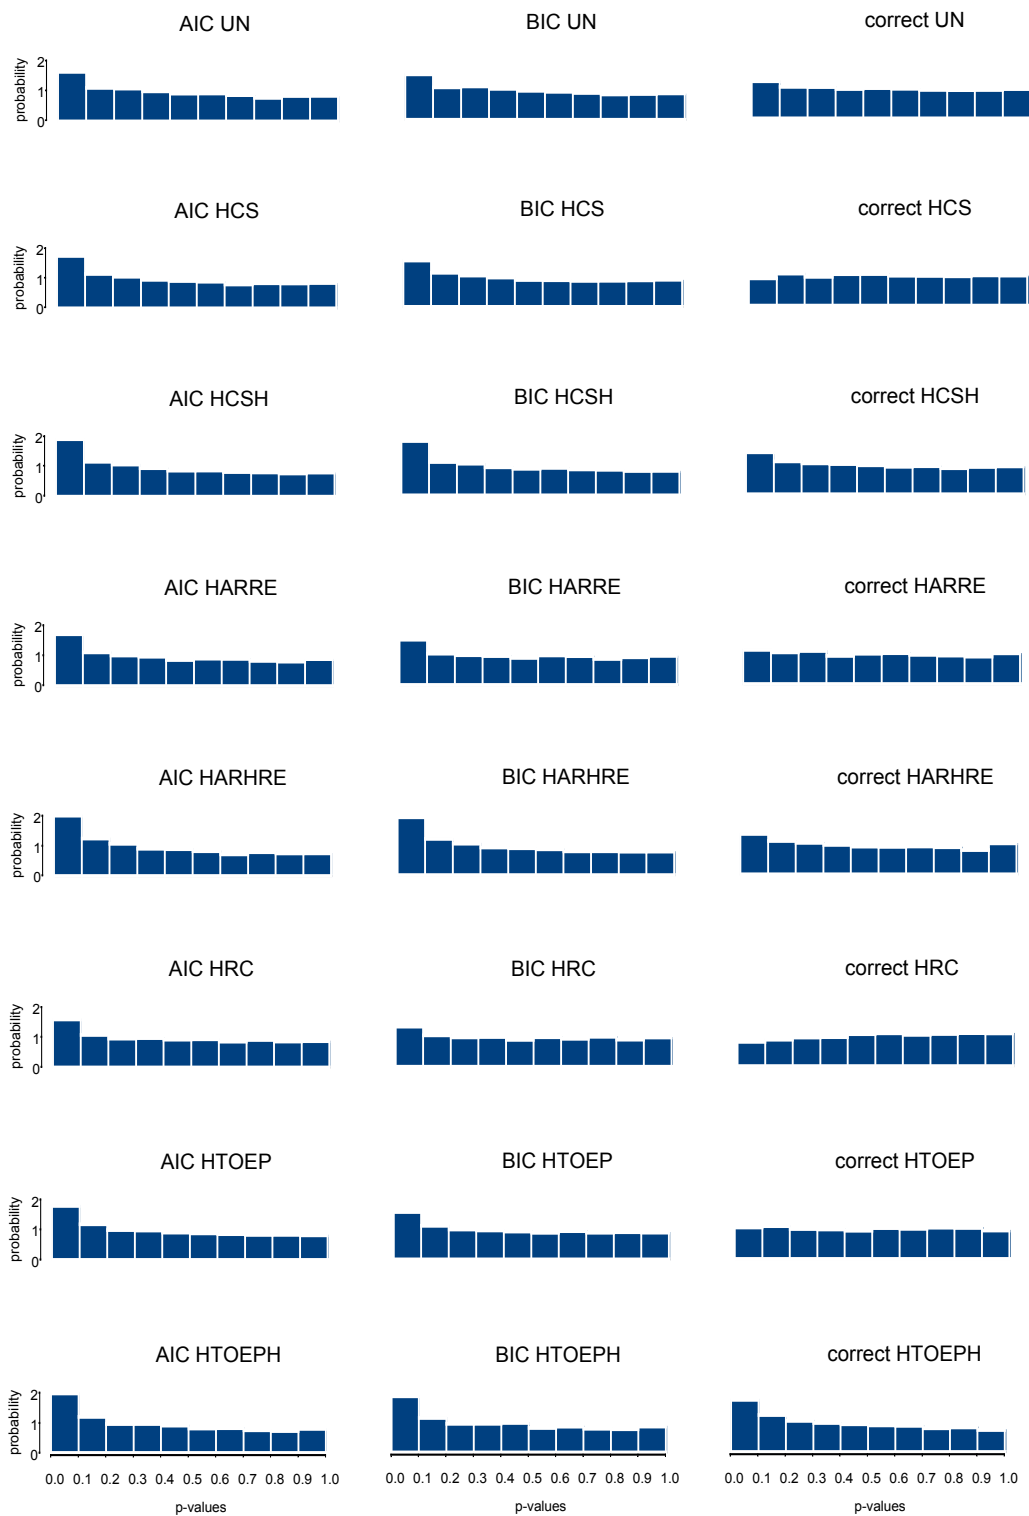 AIC UN BIC UN correct UN
probability
2
1
0
AIC HCS BIC HCS correct HCS
probability
2
1
0
AIC HCSH BIC HCSH correct HCSH
probability
2
1
0
AIC HARRE BIC HARRE correct HARRE
probability
2
1
0
AIC HARHRE BIC HARHRE correct HARHRE
probability
2
1
0
AIC HRC BIC HRC correct HRC
probability
2
1
0
AIC HTOEP BIC HTOEP correct HTOEP
probability
2
1
0
AIC HTOEPH BIC HTOEPH correct HTOEPH
probability
2
1
0
0.0 0.1 0.2 0.3 0.4 0.5 0.6 0.7 0.8 0.9 1.0 0.0 0.1 0.2 0.3 0.4 0.5 0.6 0.7 0.8 0.9 1.0 0.0 0.1 0.2 0.3 0.4 0.5 0.6 0.7 0.8 0.9 1.0
p-values p-values p-values